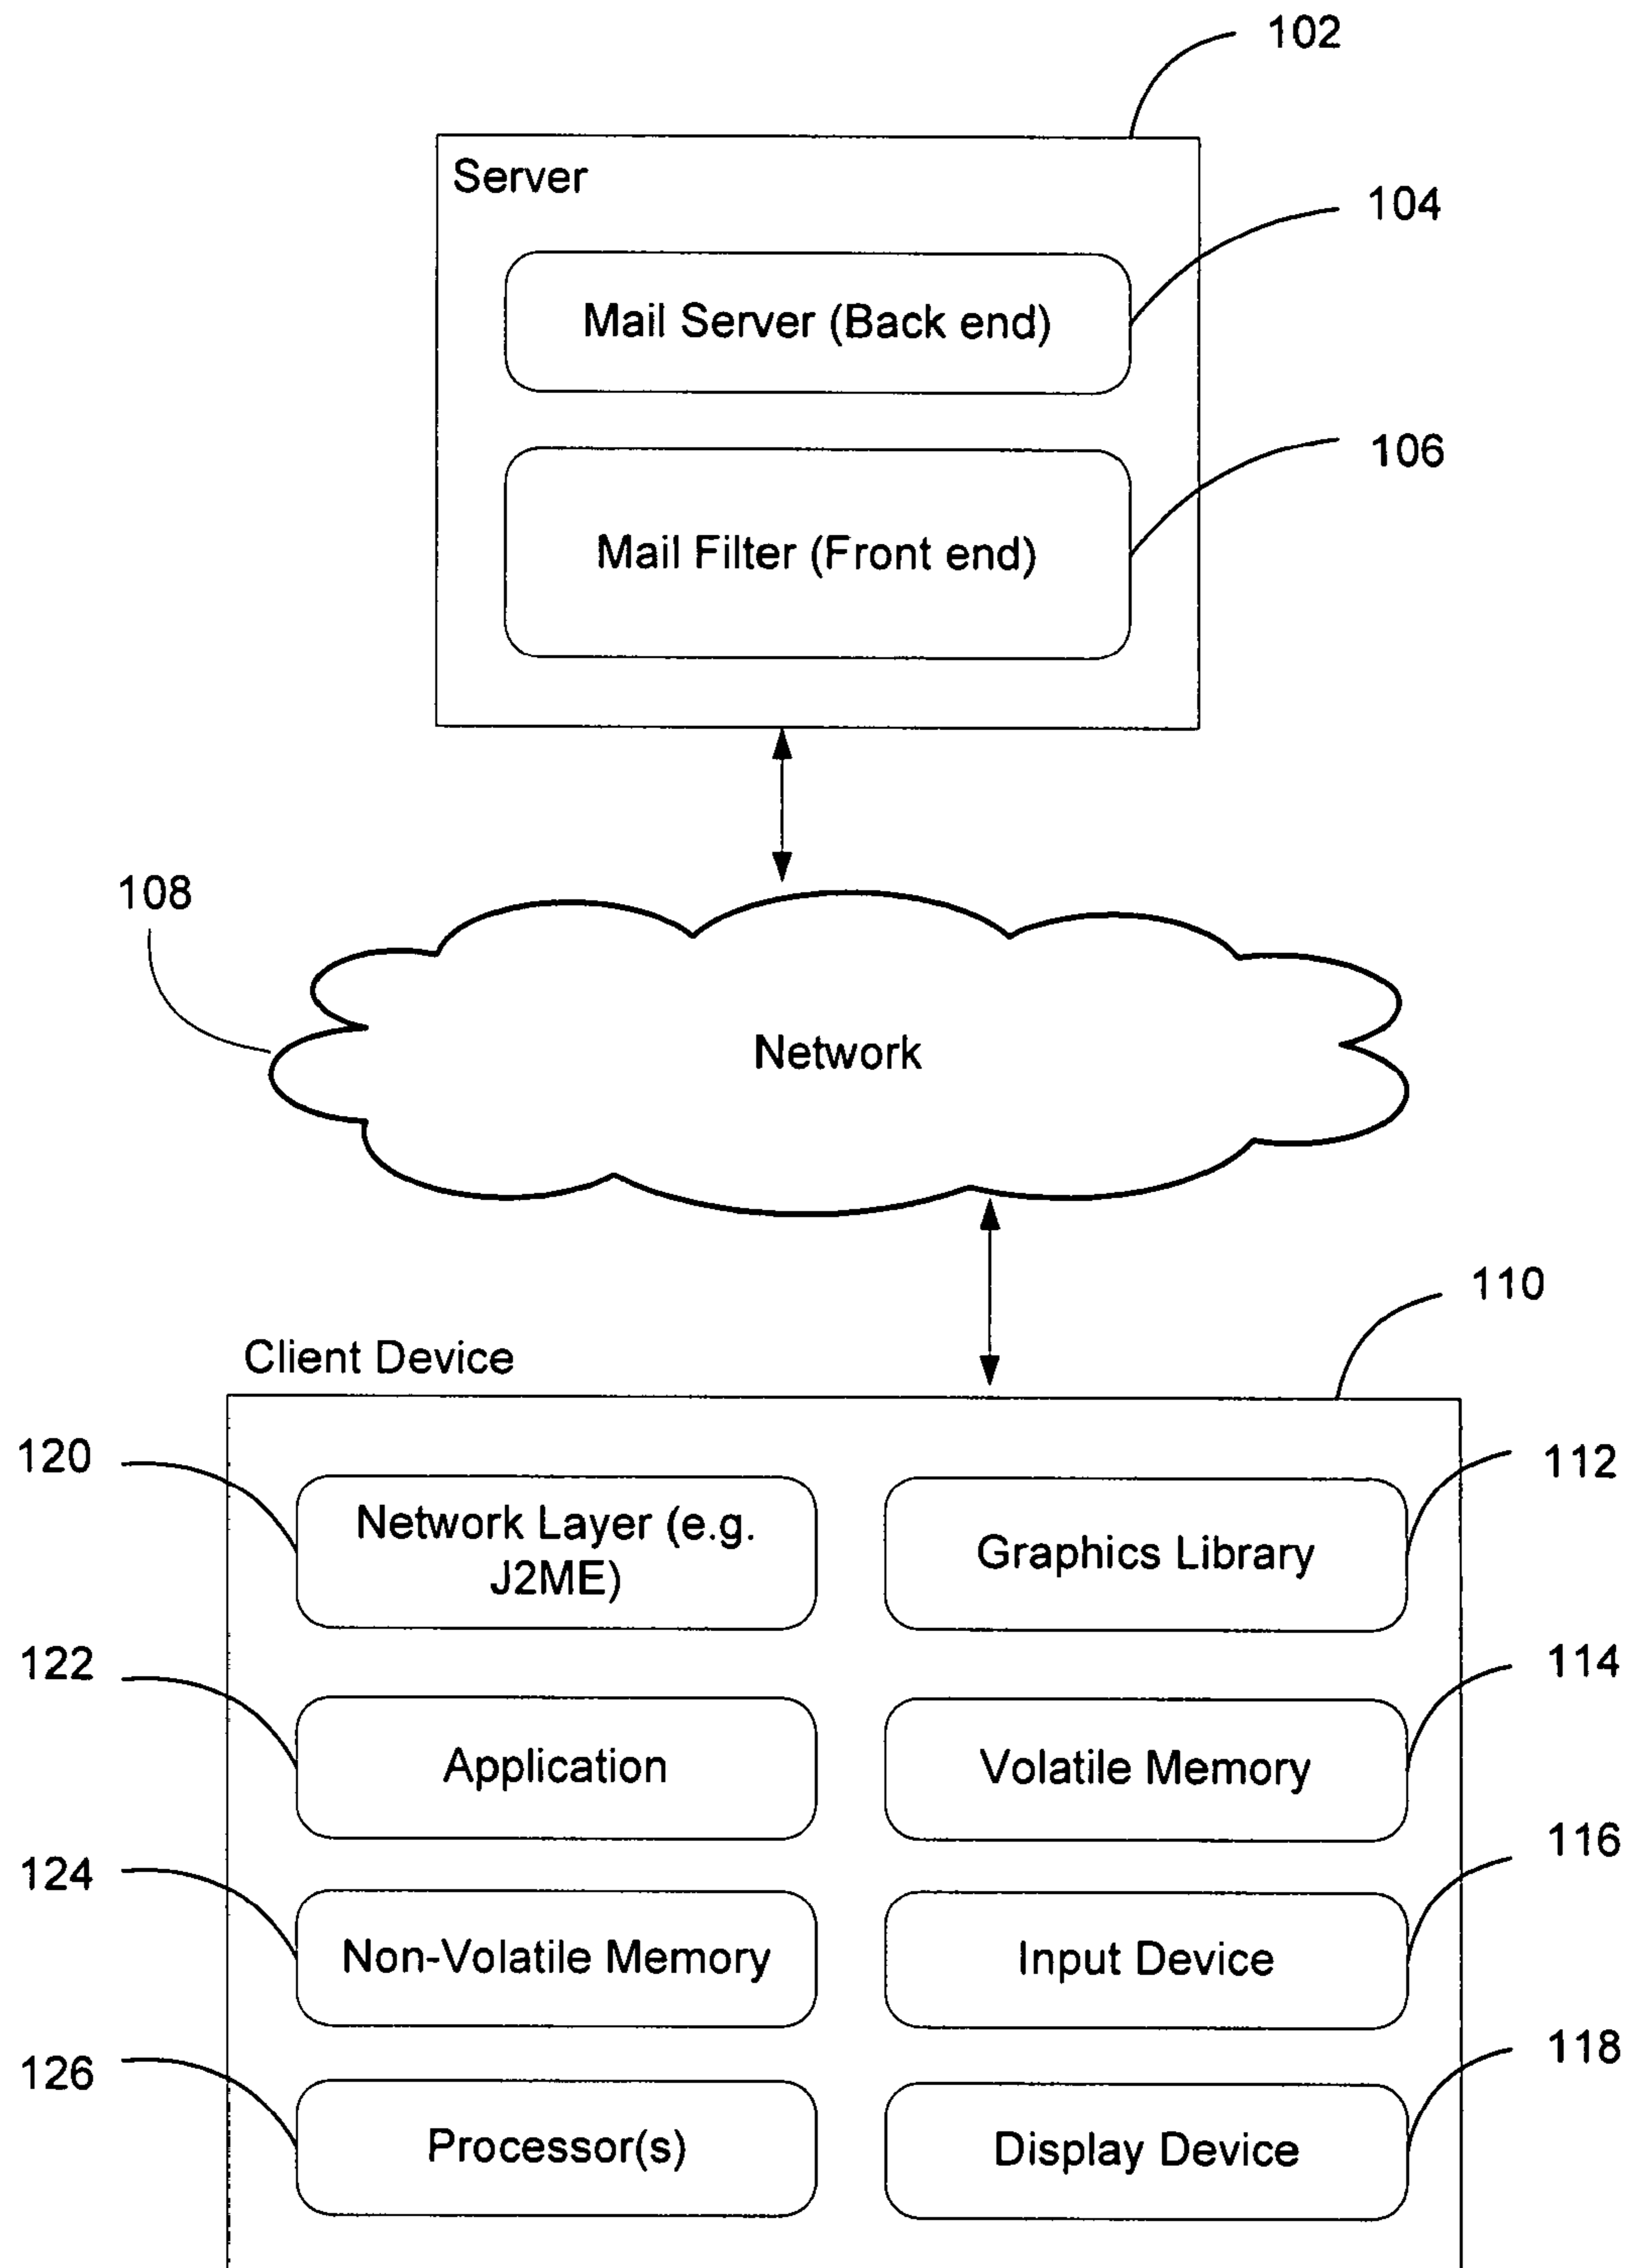 102
Server
104
Mail Server (Back end)
106
Mail Filter (Front end)
108
Network
110
Client Device
120
Network Layer (e.g.
J2ME)
112
Graphics Library
122
Application
114
Volatile Memory
124
Non-Volatile Memory
116
Input Device
126
Processor(s)
118
Display Device